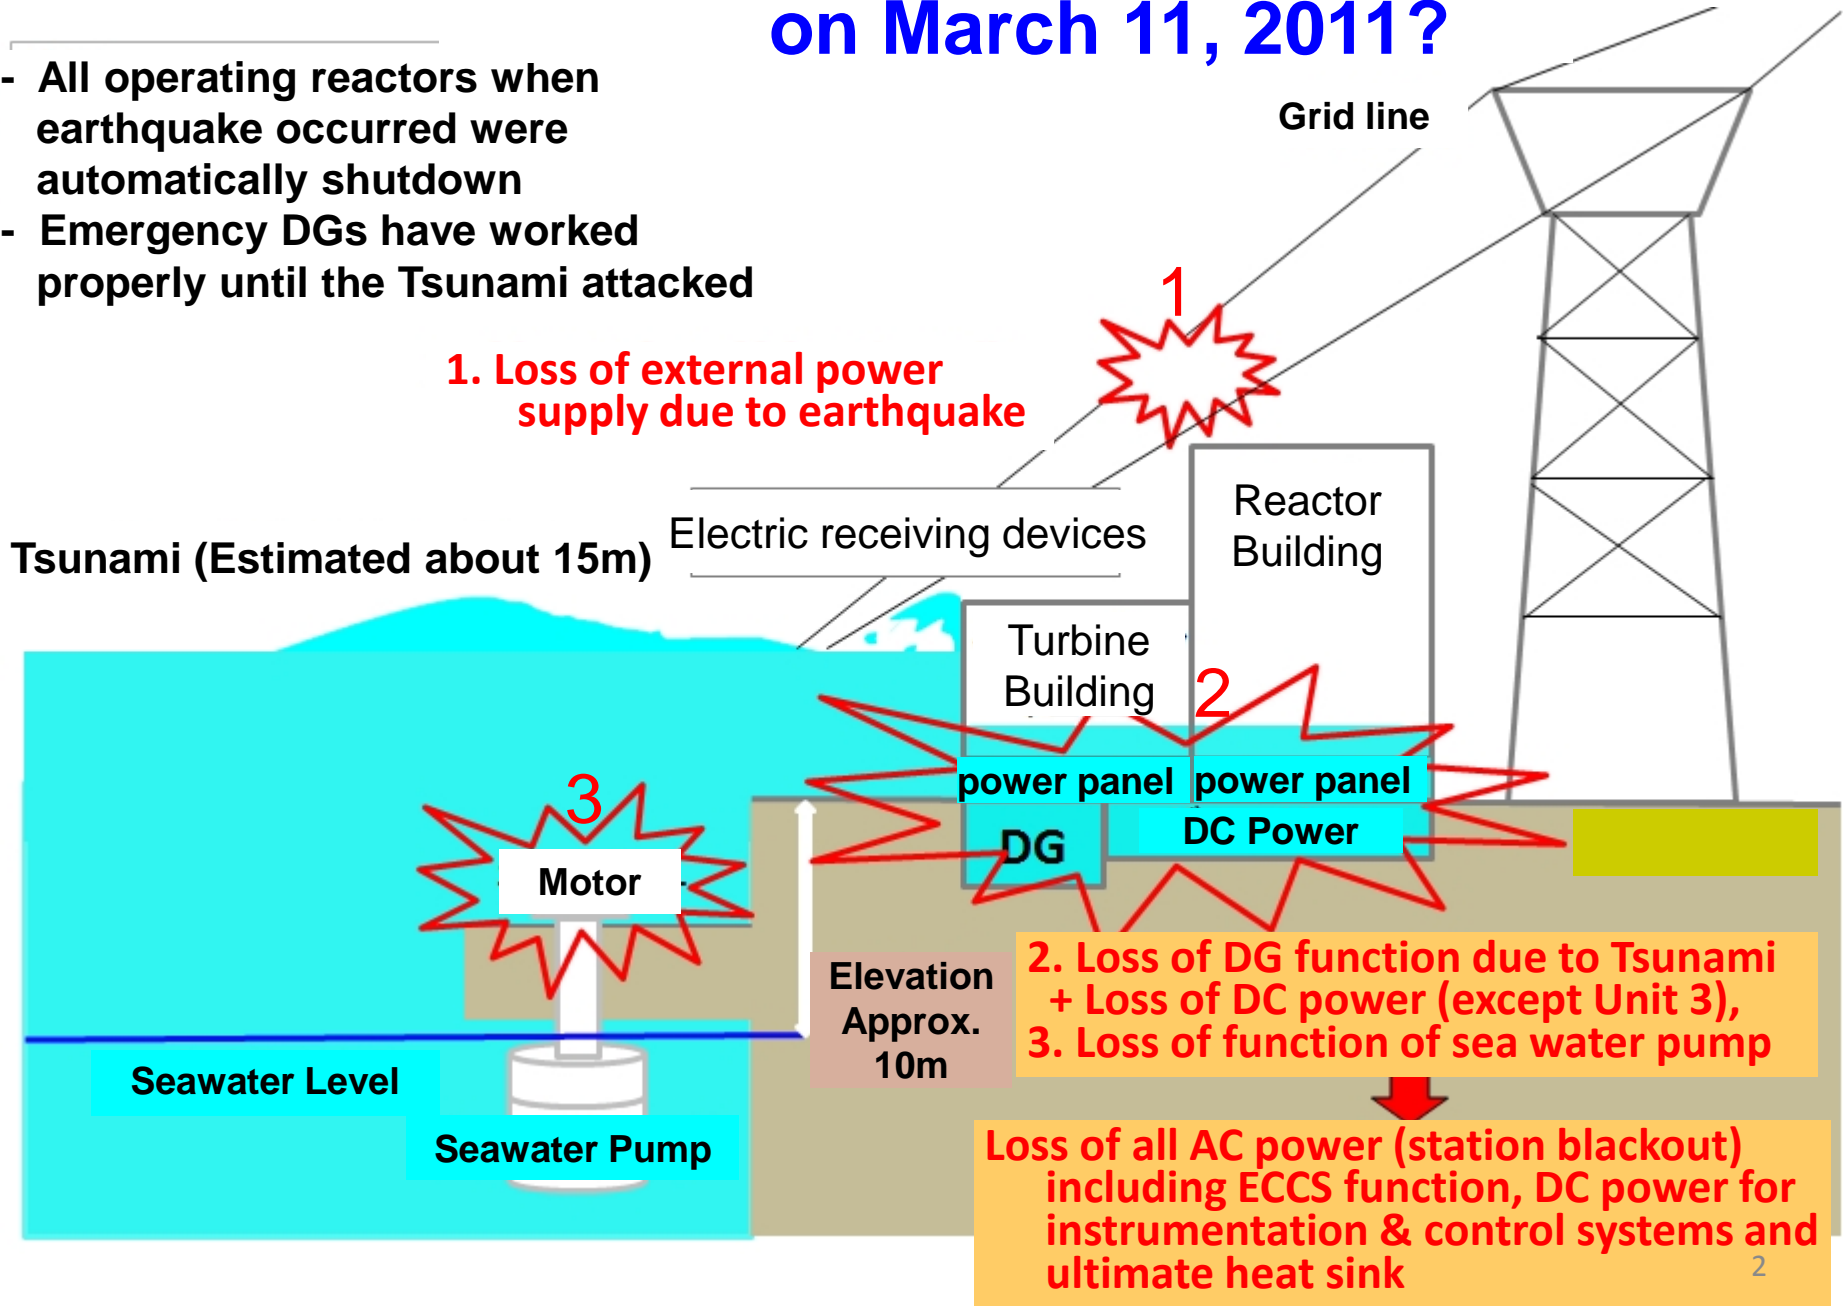 on March 11, 2011?
- All operating reactors when
earthquake occurred were
automatically shutdown
- Emergency DGs have worked
properly until the Tsunami attacked
Grid line
1
1. Loss of external power
supply due to earthquake
Reactor
Building
Electric receiving devices
Tsunami (Estimated about 15m)
Turbine
Building
2
3
power panel
power panel
DC Power
DG
Motor
Elevation
Approx.
10m
2. Loss of DG function due to Tsunami
+ Loss of DC power (except Unit 3),
3. Loss of function of sea water pump
Seawater Level
Seawater Pump
Loss of all AC power (station blackout)
including ECCS function, DC power for
instrumentation & control systems and
ultimate heat sink
2